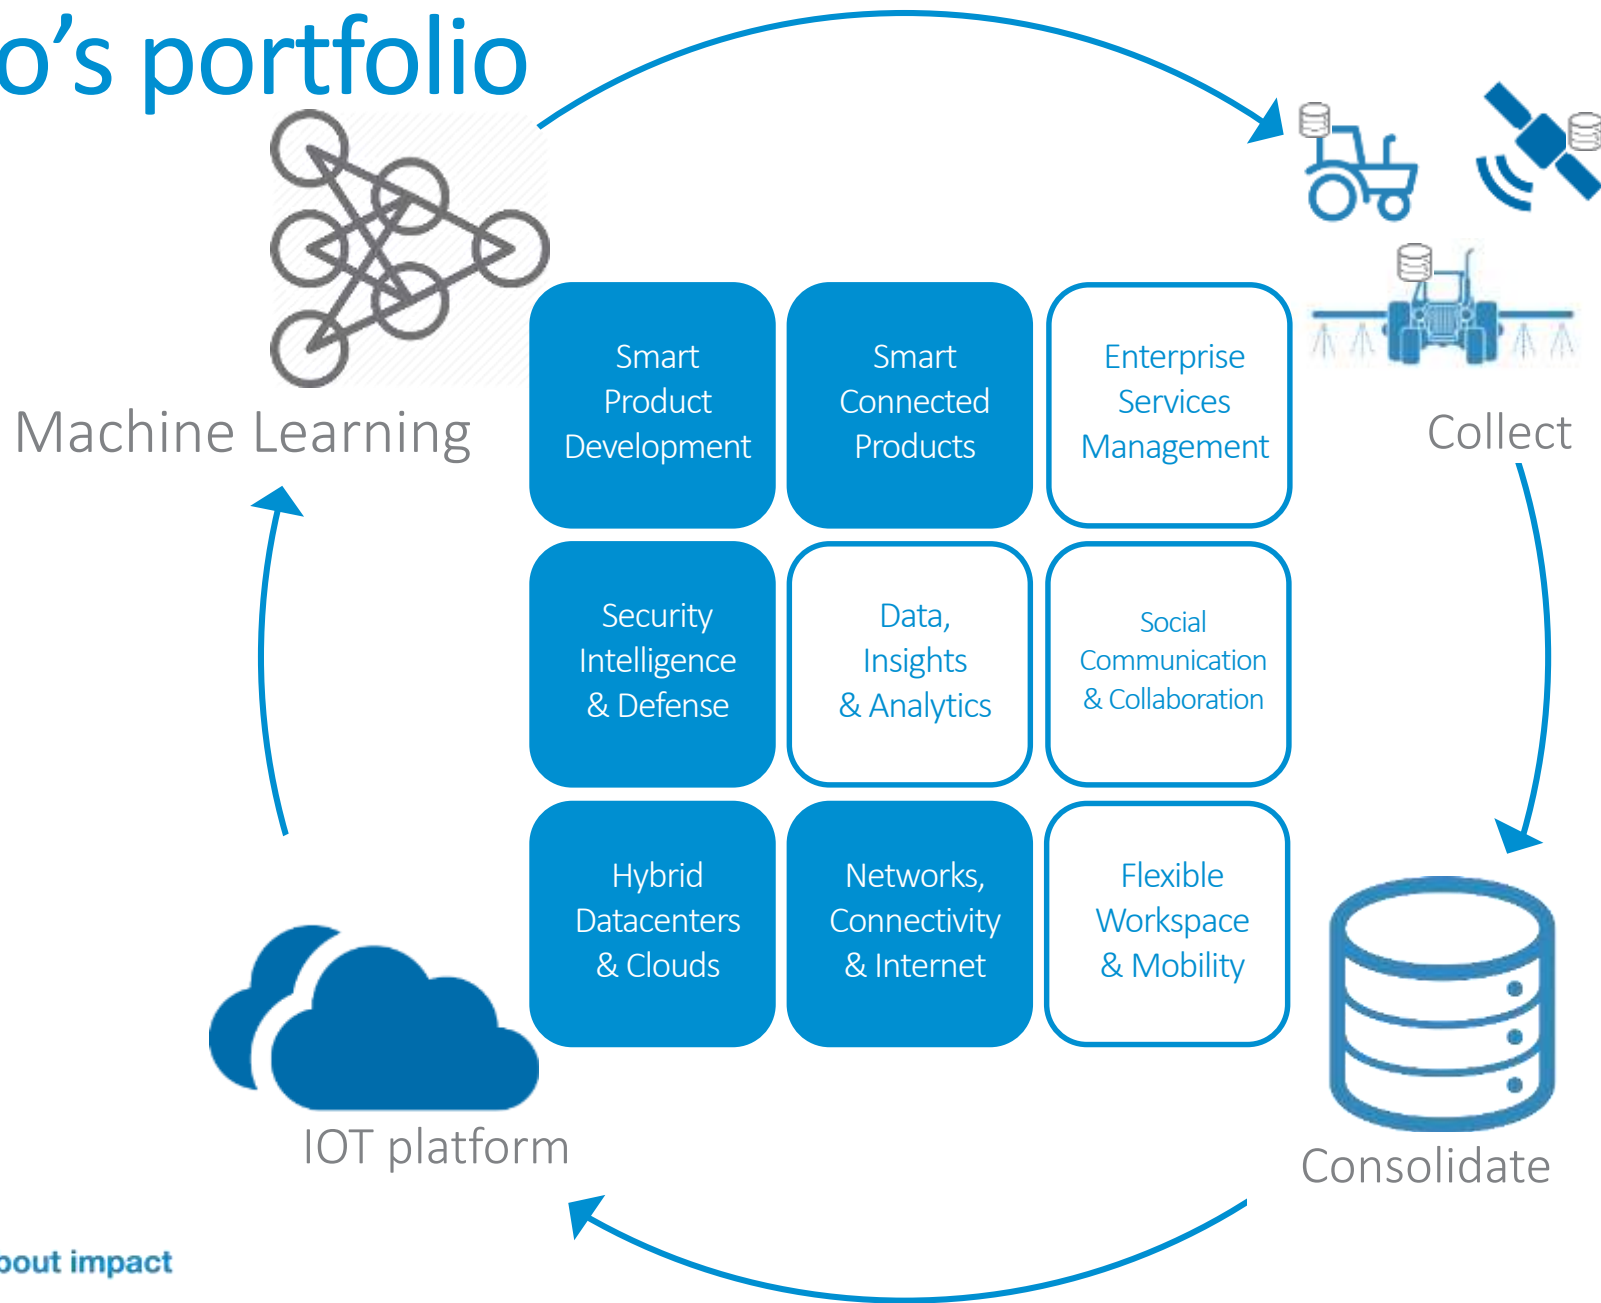 o’s portfolio
Machine Learning
Collect
Smart
Product
Development
Smart
Connected
Products
Enterprise
Services
Management
Security
Intelligence
& Defense
Data,
Insights
& Analytics
Social
Communication
& Collaboration
Hybrid
Datacenters
& Clouds
Networks,
Connectivity
& Internet
Flexible
Workspace
& Mobility
IOT platform
Consolidate
bout impact